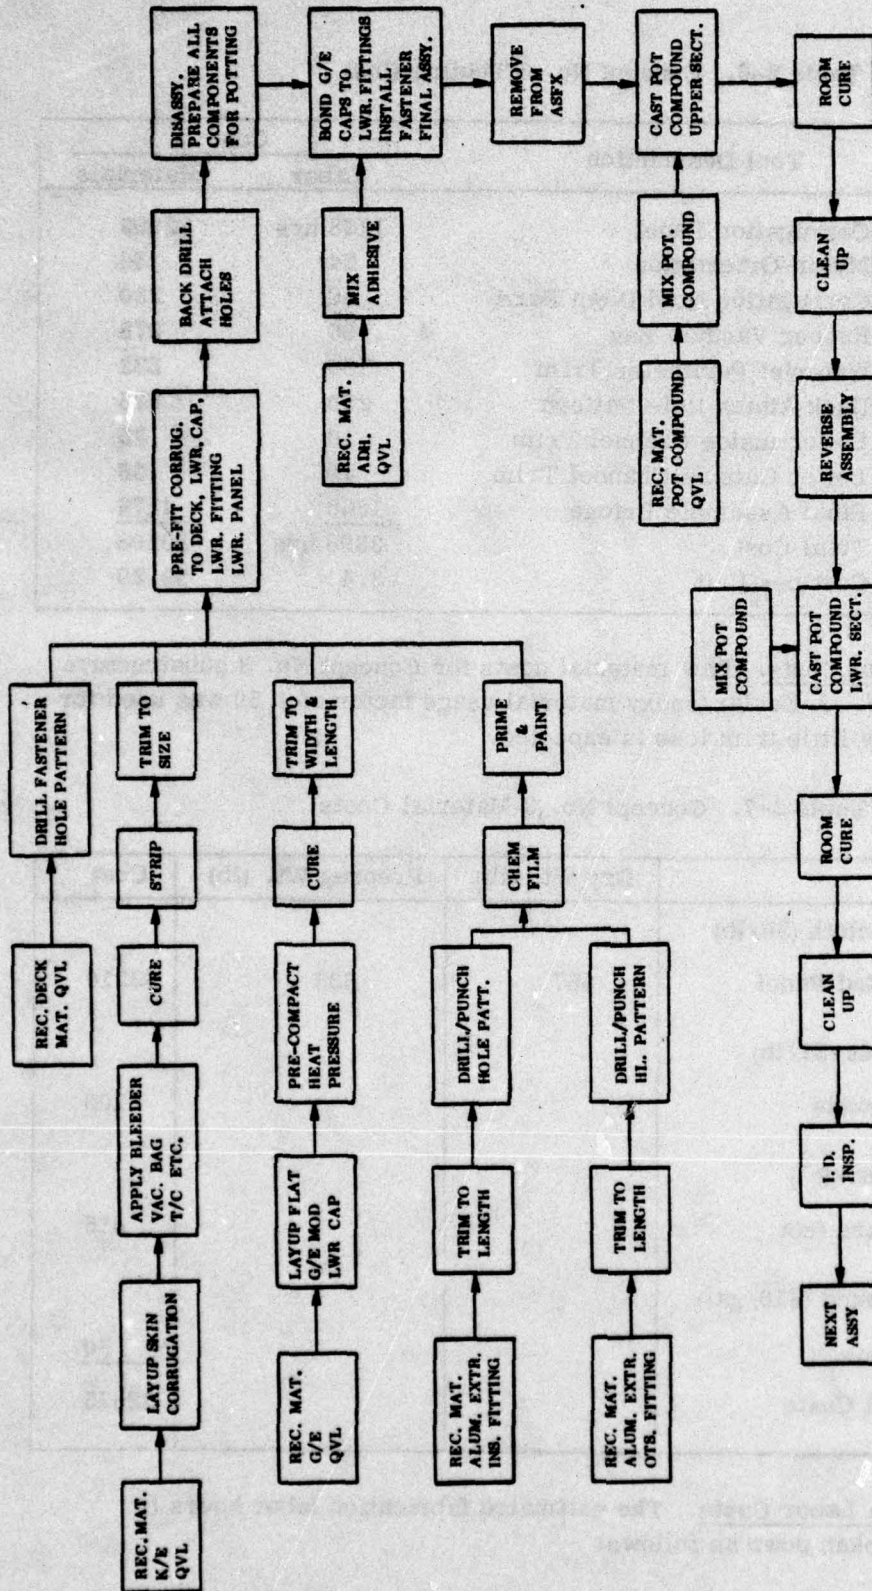 REC. DECK
MAT. QVL
DRILL FASTENER
HOLE PATTERN
REC. MAT.
K/E
QVL
LAYUP SKIN
CORRUGATION
APPLY BLEEDER
VAC. BAG
T/C ETC.
CURE
STRIP
TRIM TO
SIZE
REC. MAT.
G/E
QVL
LAYUP FLAT
G/E MOD
LWR CAP
PRE-COMPACT
HEAT
PRESSURE
CURE
TRIM TO
WIDTH &
LENGTH
REC. MAT.
ALUM. EXTR.
INS. FITTING
TRIM TO
LENGTH
DRILL/PUNCH
HOLE PATT.
REC. MAT.
ALUM. EXTR.
OTS. FITTING
TRIM TO
LENGTH
DRILL/PUNCH
HL. PATTERN
CHEM
FILM
PRIME
&
PAINT
PRE-FIT CORRUG.
TO DECK, LWR, CAP,
LWR. FITTING
LWR. PANEL
BACK DRILL
ATTACH
HOLES
DISASSY.
PREPARE ALL
COMPONENTS
FOR POTTING
REC. MAT.
ADH.
QVL
MIX
ADHESIVE
BOND G/E
CAPS TO
LWR. FITTINGS
INSTALL
FASTENER
FINAL ASSY.
REMOVE
FROM
ASFX
REC. MAT.
POT COMPOUND
QVL
MIX POT.
COMPOUND
CAST POT
COMPOUND
UPPER SECT.
ROOM
CURE
CLEAN
UP
REVERSE
ASSEMBLY
MIX POT
COMPOUND
CAST POT
COMPOUND
LWR. SECT.
ROOM
CURE
CLEAN
UP
I.D.
INSP.
NEXT
ASSY